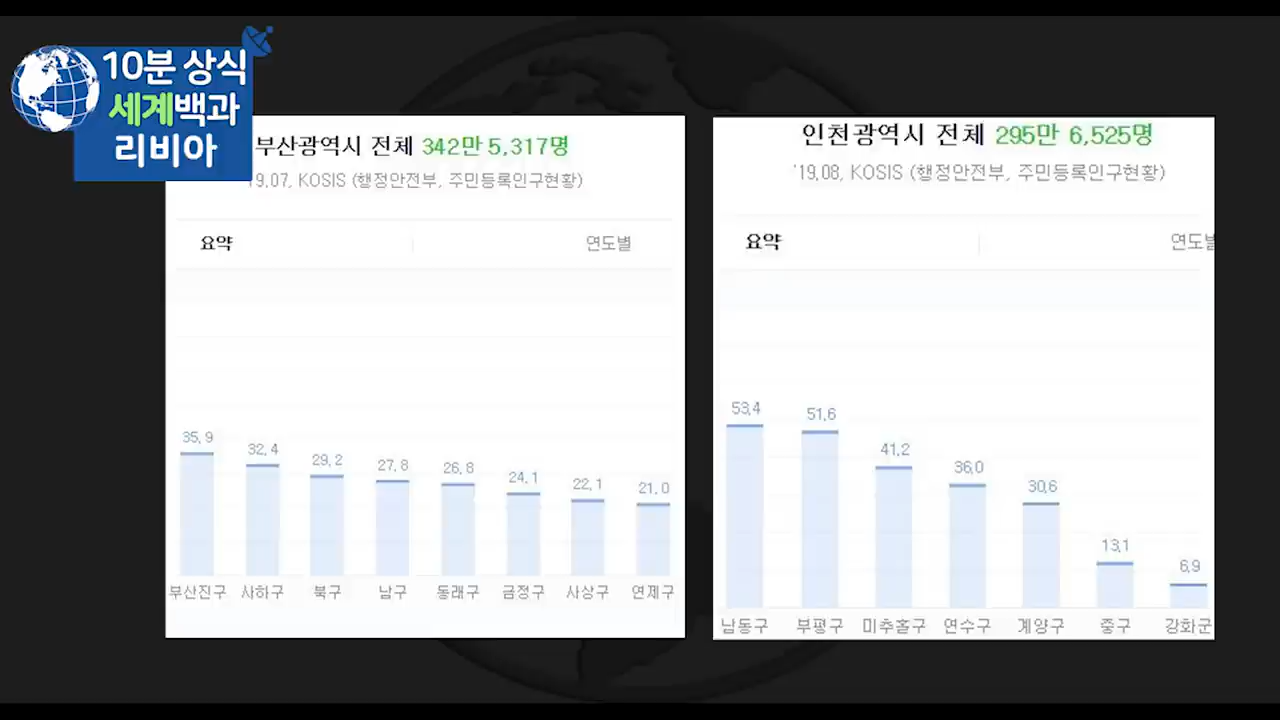 10분 상식
세계백과
리비아
부산광역시 전체 342만 5,317명
19.07, KOSIS (행정안전부, 주민등록인구현황)
요약 연도별
35.9 32.4 29.2 27.8 26.8 24.1 22.1 21.0
부산진구 사하구 북구 남구 동래구 금정구 사상구 연제구
인천광역시 전체 295만 6,525명
'19.08, KOSIS (행정안전부, 주민등록인구현황)
요약 연도별
53.4 51.6 41.2 36.0 30.6 13.1 6.9
남동구 부평구 미추홀구 연수구 계양구 중구 강화군